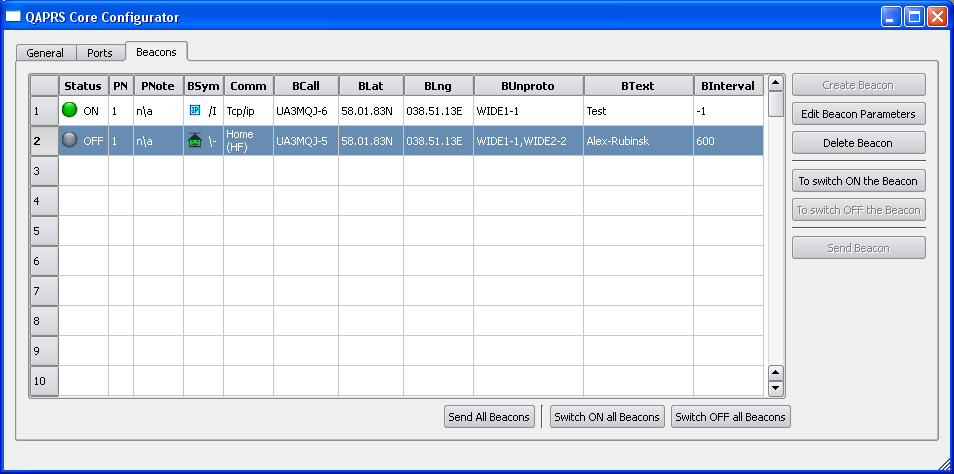 QAPRS Core Configurator
General Ports Beacons
Status PN PNote BSym Comm BCall BLat BLng BUnproto BText BInterval
1 ON 1 n\a /I Tcp/ip UA3MQJ-6 58.01.83N 038.51.13E WIDE1-1 Test -1
2 OFF 1 n\a \- Home (HF) UA3MQJ-5 58.01.83N 038.51.13E WIDE1-1,WIDE2-2 Alex-Rubinsk 600
3
4
5
6
7
8
9
10
Create Beacon
Edit Beacon Parameters
Delete Beacon
To switch ON the Beacon
To switch OFF the Beacon
Send Beacon
Send All Beacons Switch ON all Beacons Switch OFF all Beacons